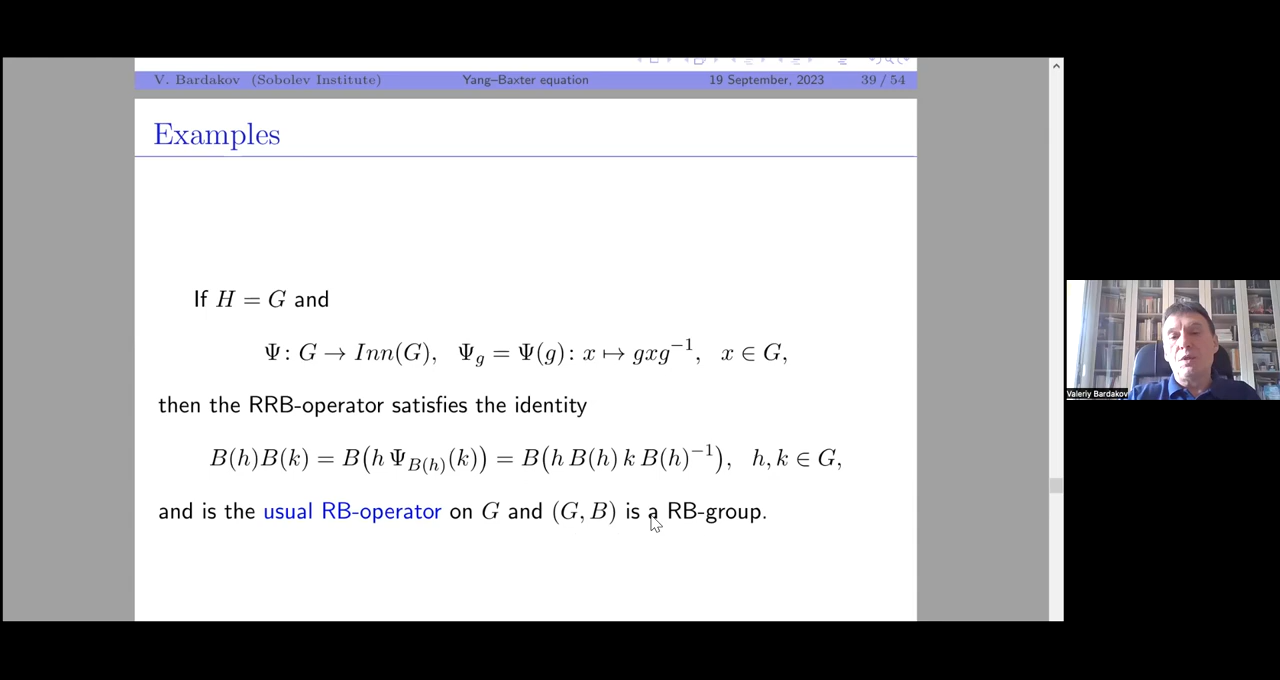 V. Bardakov (Sobolev Institute) Yang–Baxter equation 19 September, 2023 39 / 54
Examples
If H = G and
Ψ: G → Inn(G), Ψ_g = Ψ(g): x ↦ gxg^{-1}, x ∈ G,
then the RRB-operator satisfies the identity
B(h)B(k) = B(h Ψ_{B(h)}(k)) = B(h B(h) k B(h)^{-1}), h, k ∈ G,
and is the usual RB-operator on G and (G, B) is a RB-group.
Valeriy Bardakov